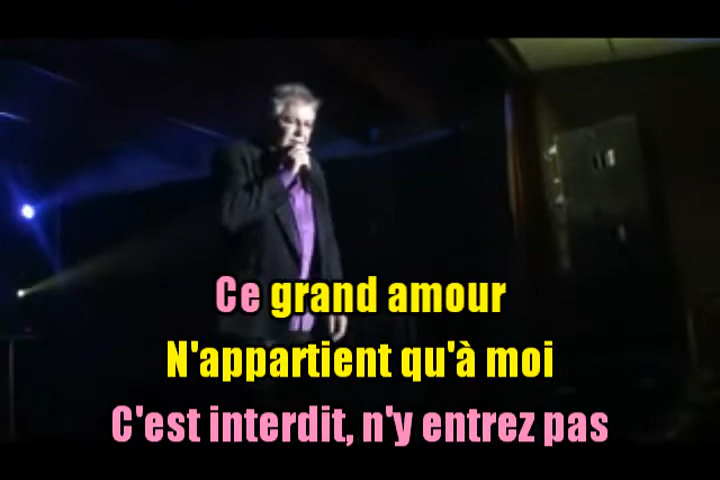 Ce grand amour
N'appartient qu'à moi
C'est interdit, n'y entrez pas